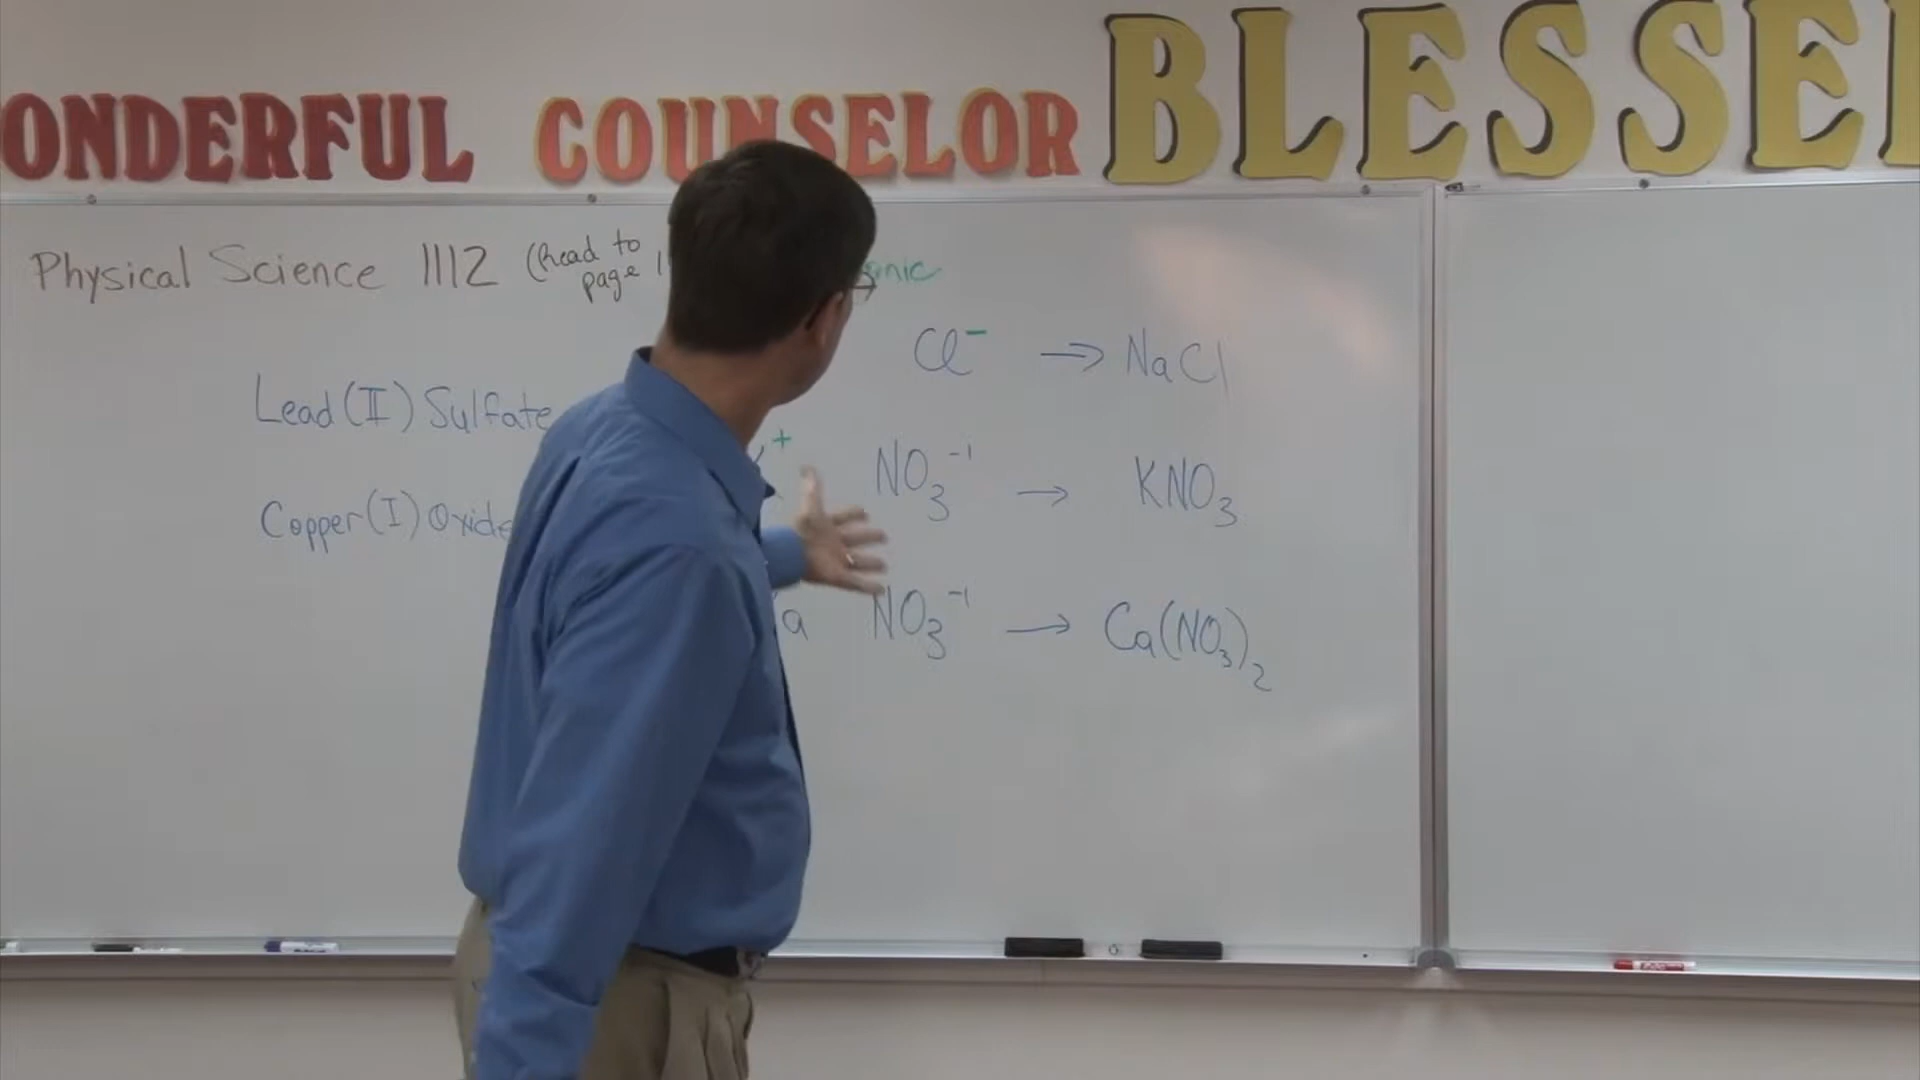 ONDERFUL COUNSELOR BLESSE
Physical Science 1112 (Read to
page 1
Cl⁻ → NaCl
Lead (II) Sulfate
+ NO₃⁻¹ → KNO₃
Copper (I) Oxide
a NO₃⁻¹ → Ca(NO₃)₂